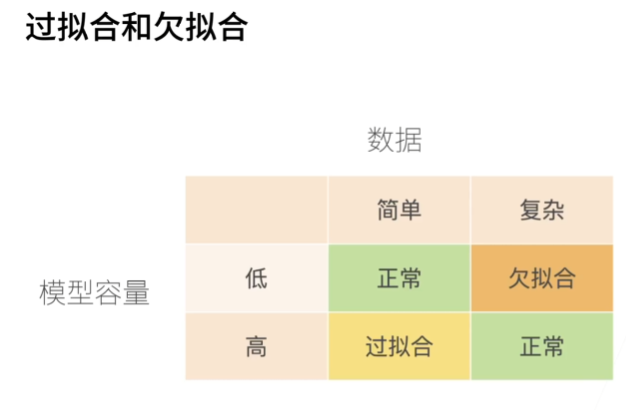 过拟合和欠拟合
数据
简单 复杂
模型容量
低 正常 欠拟合
高 过拟合 正常